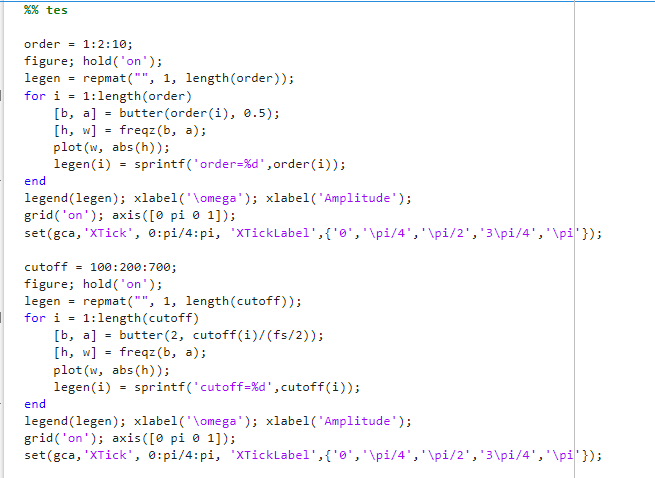 %% tes
order = 1:2:10;
figure; hold('on');
legen = repmat("", 1, length(order));
for i = 1:length(order)
[b, a] = butter(order(i), 0.5);
[h, w] = freqz(b, a);
plot(w, abs(h));
legen(i) = sprintf('order=%d',order(i));
end
legend(legen); xlabel('\omega'); xlabel('Amplitude');
grid('on'); axis([0 pi 0 1]);
set(gca,'XTick', 0:pi/4:pi, 'XTickLabel',{'0','\pi/4','\pi/2','3\pi/4','\pi'});
cutoff = 100:200:700;
figure; hold('on');
legen = repmat("", 1, length(cutoff));
for i = 1:length(cutoff)
[b, a] = butter(2, cutoff(i)/(fs/2));
[h, w] = freqz(b, a);
plot(w, abs(h));
legen(i) = sprintf('cutoff=%d',cutoff(i));
end
legend(legen); xlabel('\omega'); xlabel('Amplitude');
grid('on'); axis([0 pi 0 1]);
set(gca,'XTick', 0:pi/4:pi, 'XTickLabel',{'0','\pi/4','\pi/2','3\pi/4','\pi'});